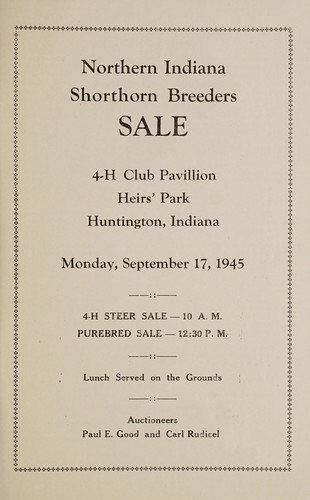 Northern Indiana
Shorthorn Breeders
SALE
4-H Club Pavillion
Heirs' Park
Huntington, Indiana
Monday, September 17, 1945
4-H STEER SALE — 10 A. M.
PUREBRED SALE — 12:30 P. M.
Lunch Served on the Grounds
Auctioneers
Paul E. Good and Carl Rudicel